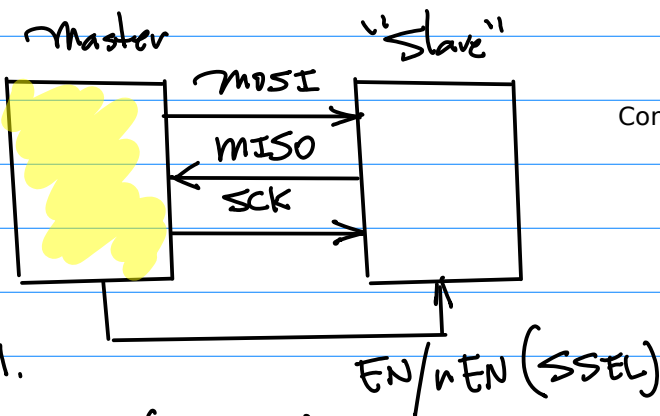 Master "Slave"
MOSI
Cor
MISO
SCK
EN/nEN (SSEL)